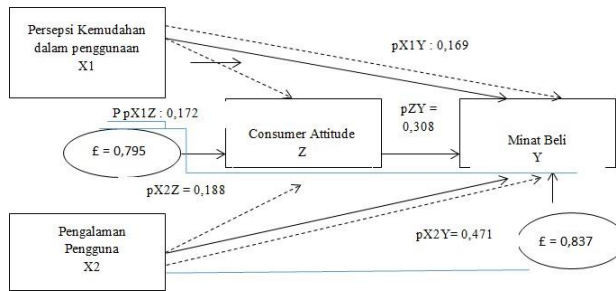 Persepsi Kemudahan
dalam penggunaan
X1
pX1Y : 0,169
P pX1Z : 0,172
£ = 0,795
Consumer Attitude
Z
pZY =
0,308
Minat Beli
Y
pX2Z = 0,188
Pengalaman
Pengguna
X2
pX2Y= 0,471
£ = 0,837